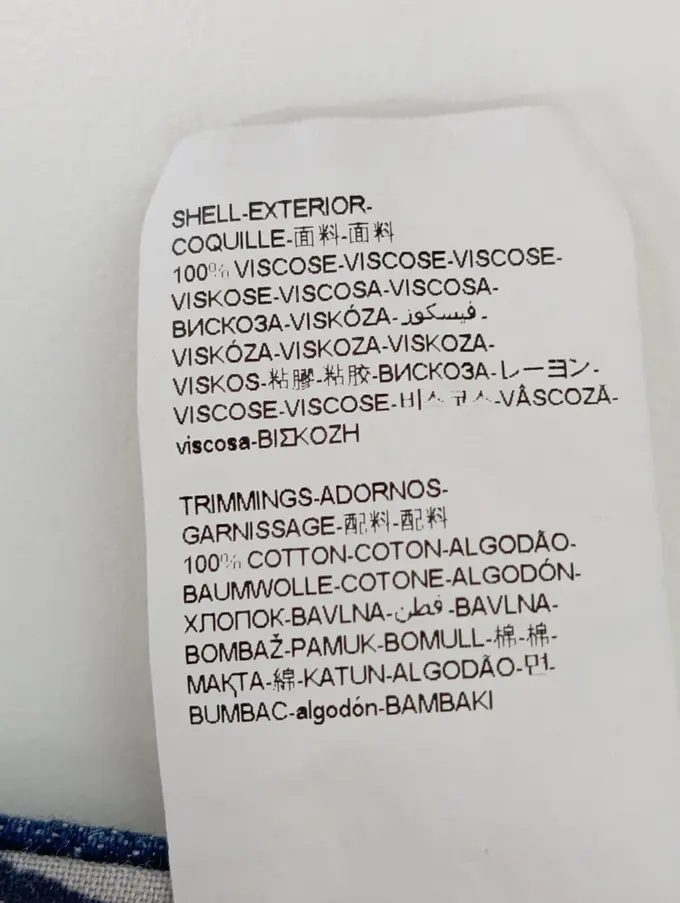 SHELL-EXTERIOR-
COQUILLE-面料-面料
100% VISCOSE-VISCOSE-VISCOSE-
VISKOSE-VISCOSA-VISCOSA-
ВИСКОЗА-VISKÓZA-فيسكوز-
VISKÓZA-VISKOZA-VISKOZA-
VISKOS-粘膠-粘胶-ВИСКОЗА-レーヨン-
VISCOSE-VISCOSE-비스코스-VÂSCOZĂ-
viscosa-ΒΙΣΚΟΖΗ
TRIMMINGS-ADORNOS-
GARNISSAGE-配料-配料
100% COTTON-COTON-ALGODÃO-
BAUMWOLLE-COTONE-ALGODÓN-
ХЛОПОК-BAVLNA-قطن-BAVLNA-
BOMBAŽ-PAMUK-BOMULL-棉-棉-
МАҚТА-綿-KATUN-ALGODÃO-면-
BUMBAC-algodón-BAMBAKI